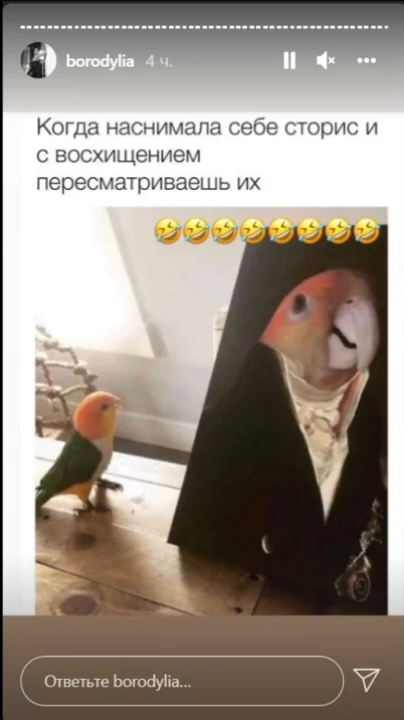 borodylia 4 ч.
Когда наснимала себе сторис и
с восхищением
пересматриваешь их
🤣🤣🤣🤣🤣🤣🤣🤣
Ответьте borodylia...